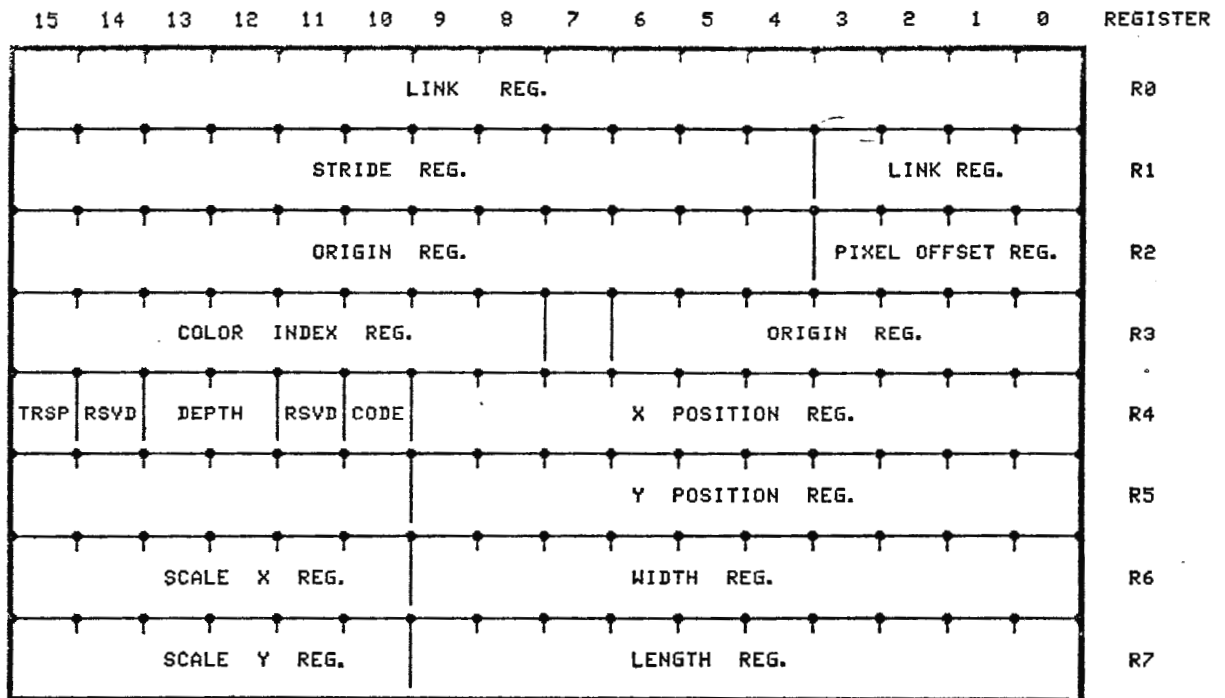 15 14 13 12 11 10 9 8 7 6 5 4 3 2 1 0 REGISTER
LINK REG. R0
STRIDE REG. LINK REG. R1
ORIGIN REG. PIXEL OFFSET REG. R2
COLOR INDEX REG. ORIGIN REG. R3
TRSP RSVD DEPTH RSVD CODE X POSITION REG. R4
Y POSITION REG. R5
SCALE X REG. WIDTH REG. R6
SCALE Y REG. LENGTH REG. R7